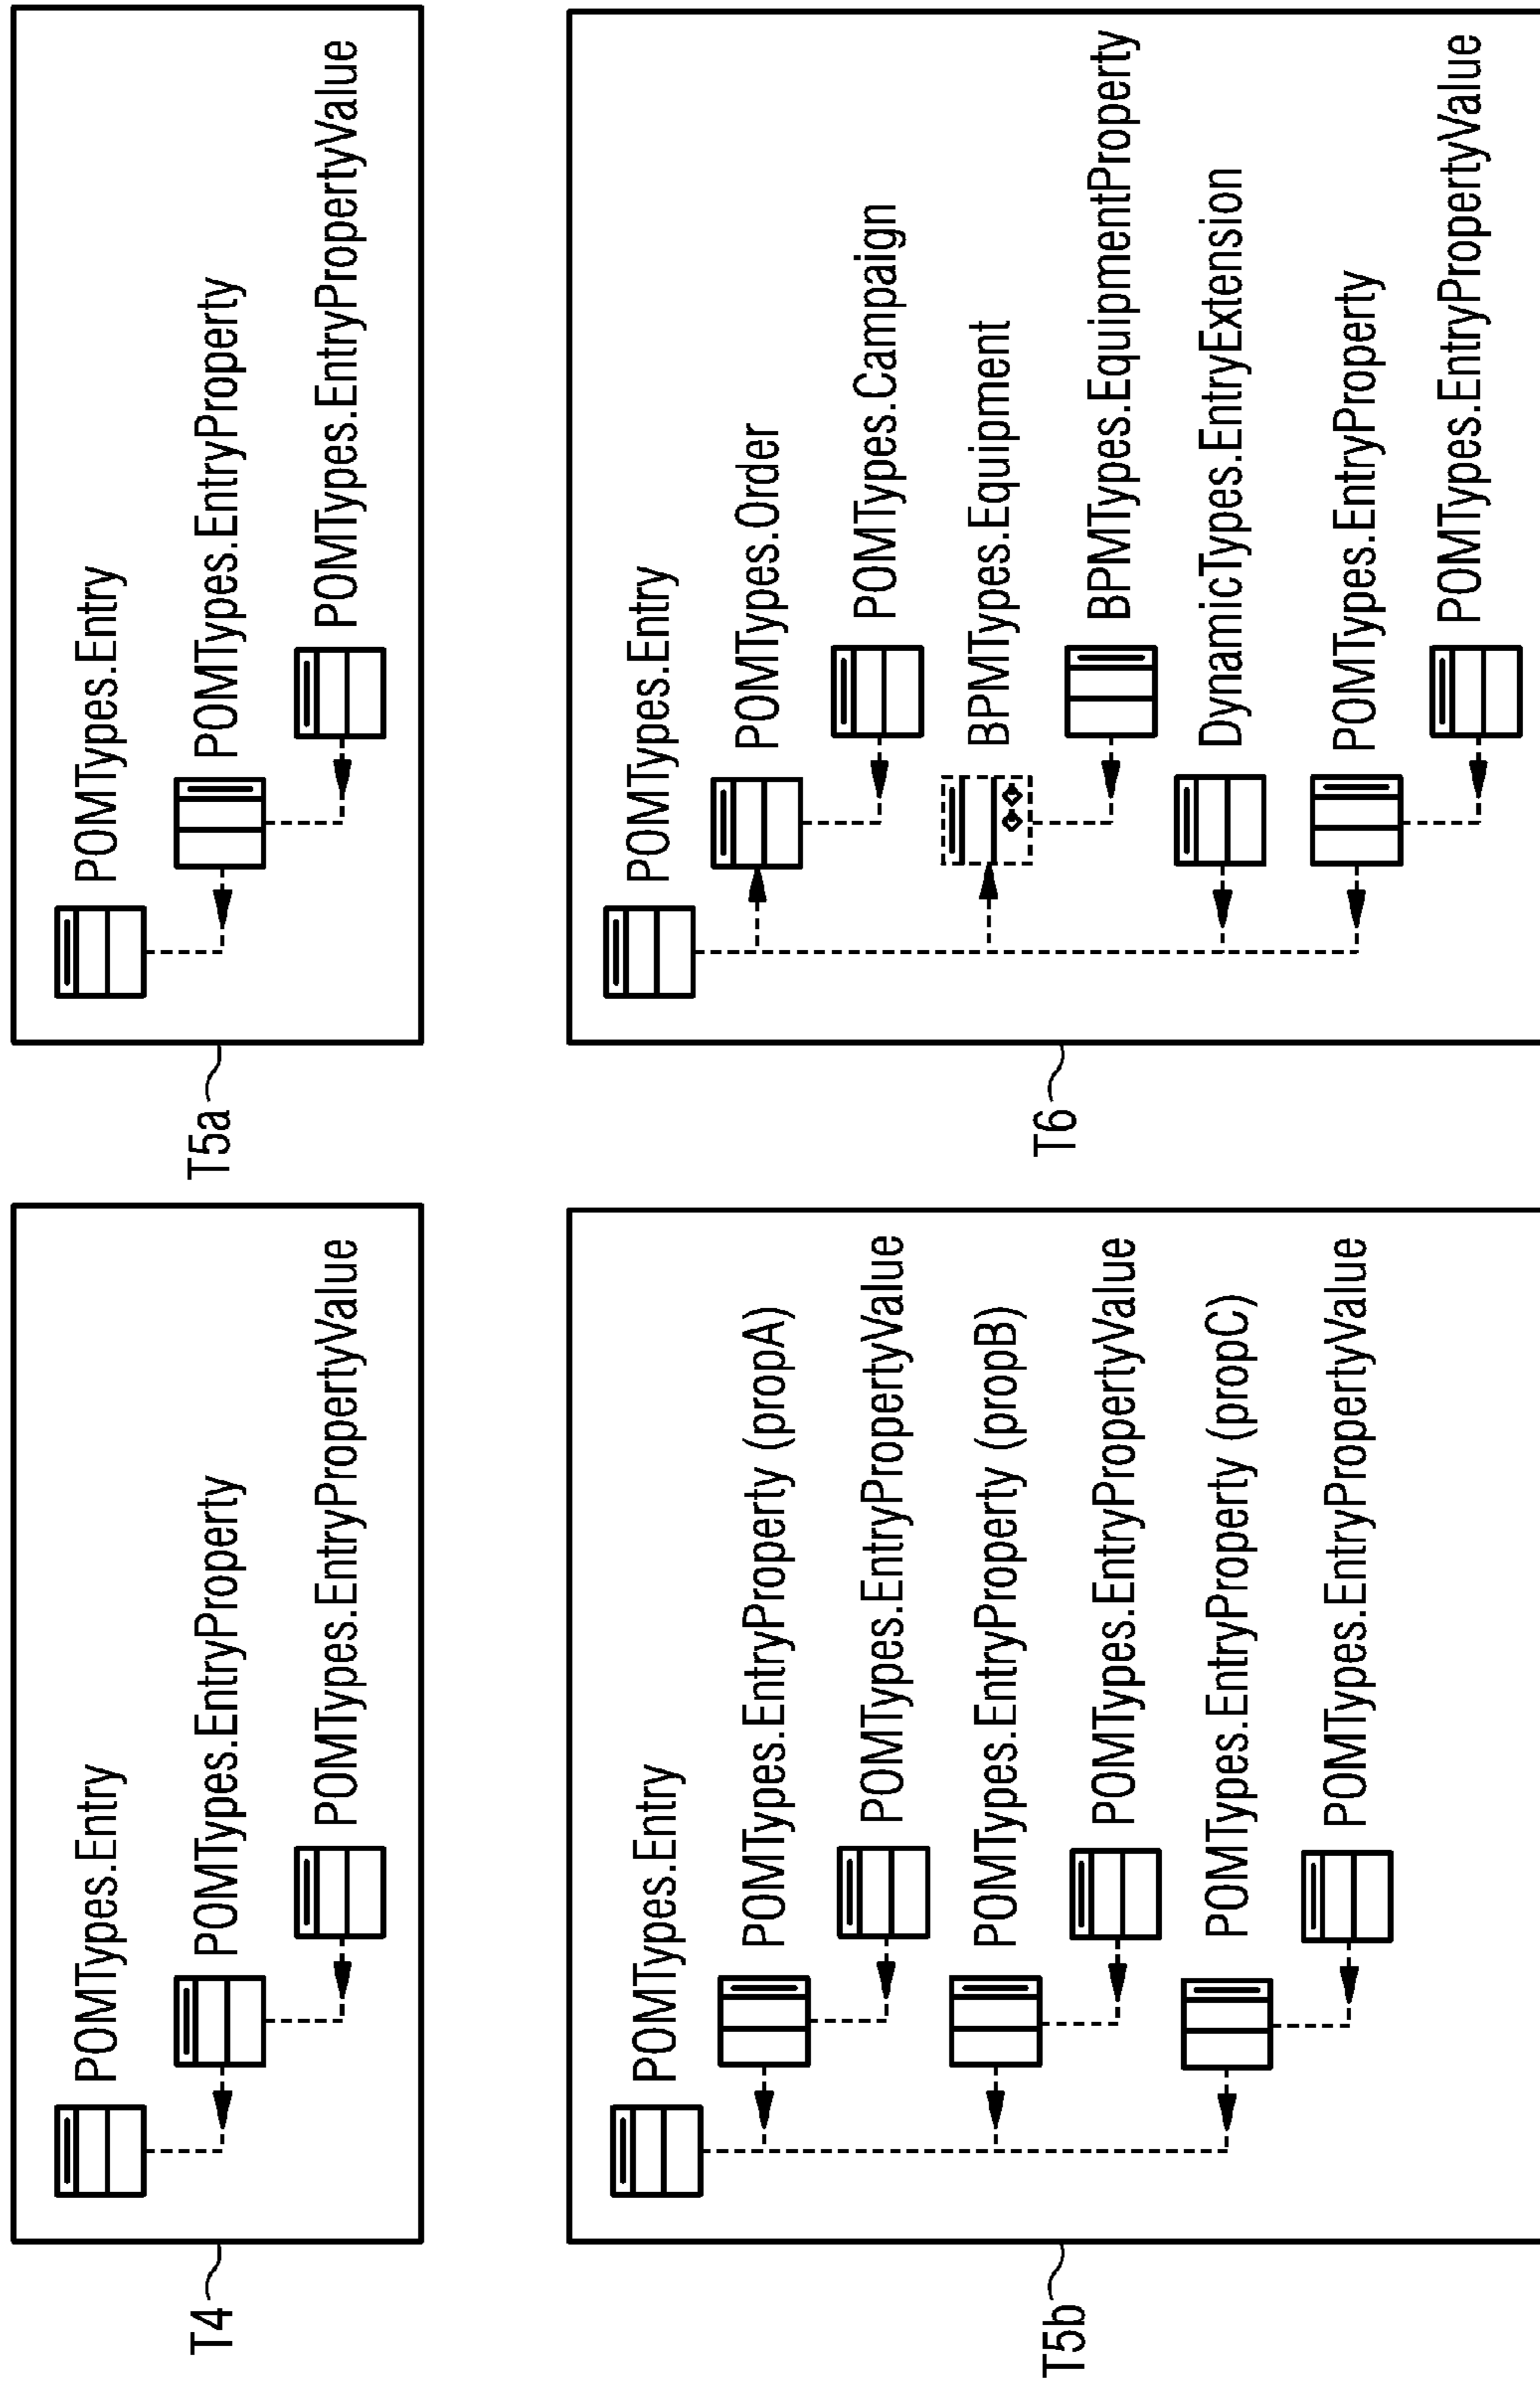 T4
POMTypes.Entry
POMTypes.EntryProperty
POMTypes.EntryPropertyValue
T5a
POMTypes.Entry
POMTypes.EntryProperty
POMTypes.EntryPropertyValue
T5b
POMTypes.Entry
POMTypes.EntryProperty (propA)
POMTypes.EntryPropertyValue
POMTypes.EntryProperty (propB)
POMTypes.EntryPropertyValue
POMTypes.EntryProperty (propC)
POMTypes.EntryPropertyValue
T6
POMTypes.Entry
POMTypes.Order
POMTypes.Campaign
BPMTypes.Equipment
BPMTypes.EquipmentProperty
DynamicTypes.EntryExtension
POMTypes.EntryProperty
POMTypes.EntryPropertyValue